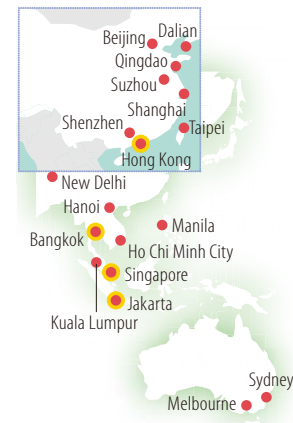 Beijing
Dalian
Qingdao
Suzhou
Shanghai
Shenzhen
Taipei
Hong Kong
New Delhi
Hanoi
Manila
Bangkok
Ho Chi Minh City
Singapore
Jakarta
Kuala Lumpur
Sydney
Melbourne